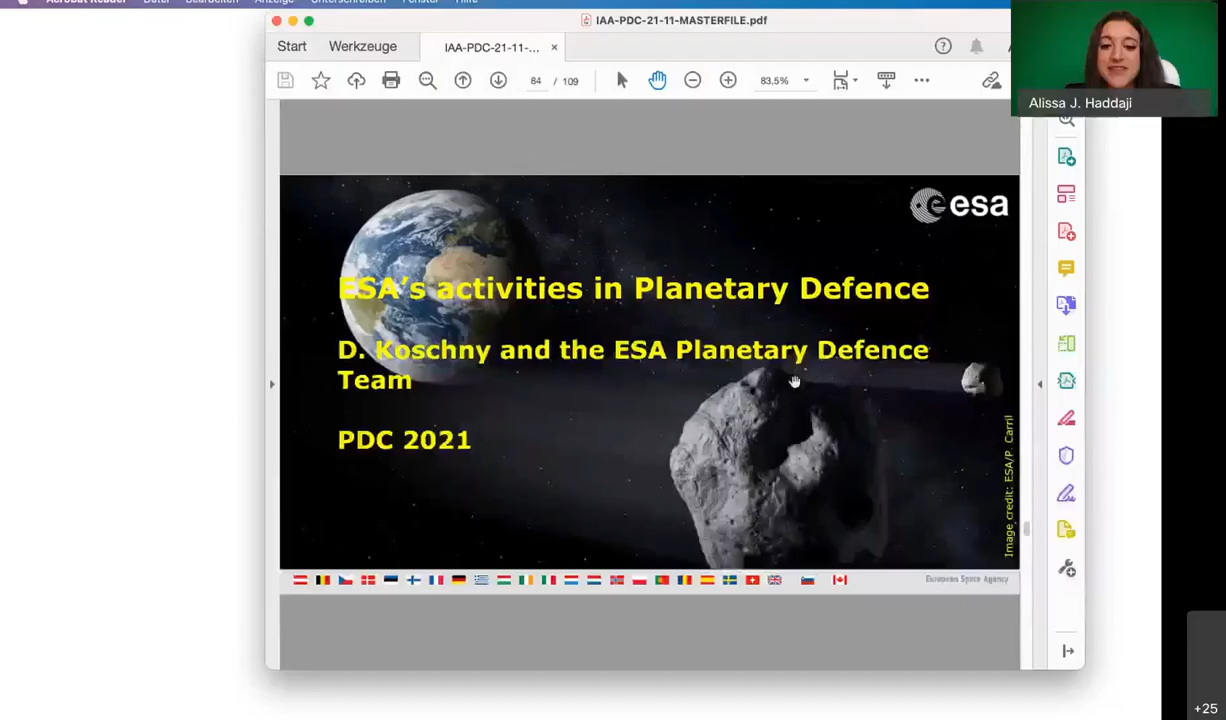 IAA-PDC-21-11-MASTERFILE.pdf
Start
Werkzeuge
IAA-PDC-21-11-...
84 / 109
83,5%
Alissa J. Haddaji
esa
ESA's activities in Planetary Defence
D. Koschny and the ESA Planetary Defence
Team
PDC 2021
Image credit: ESA/P. Carril
European Space Agency
+25